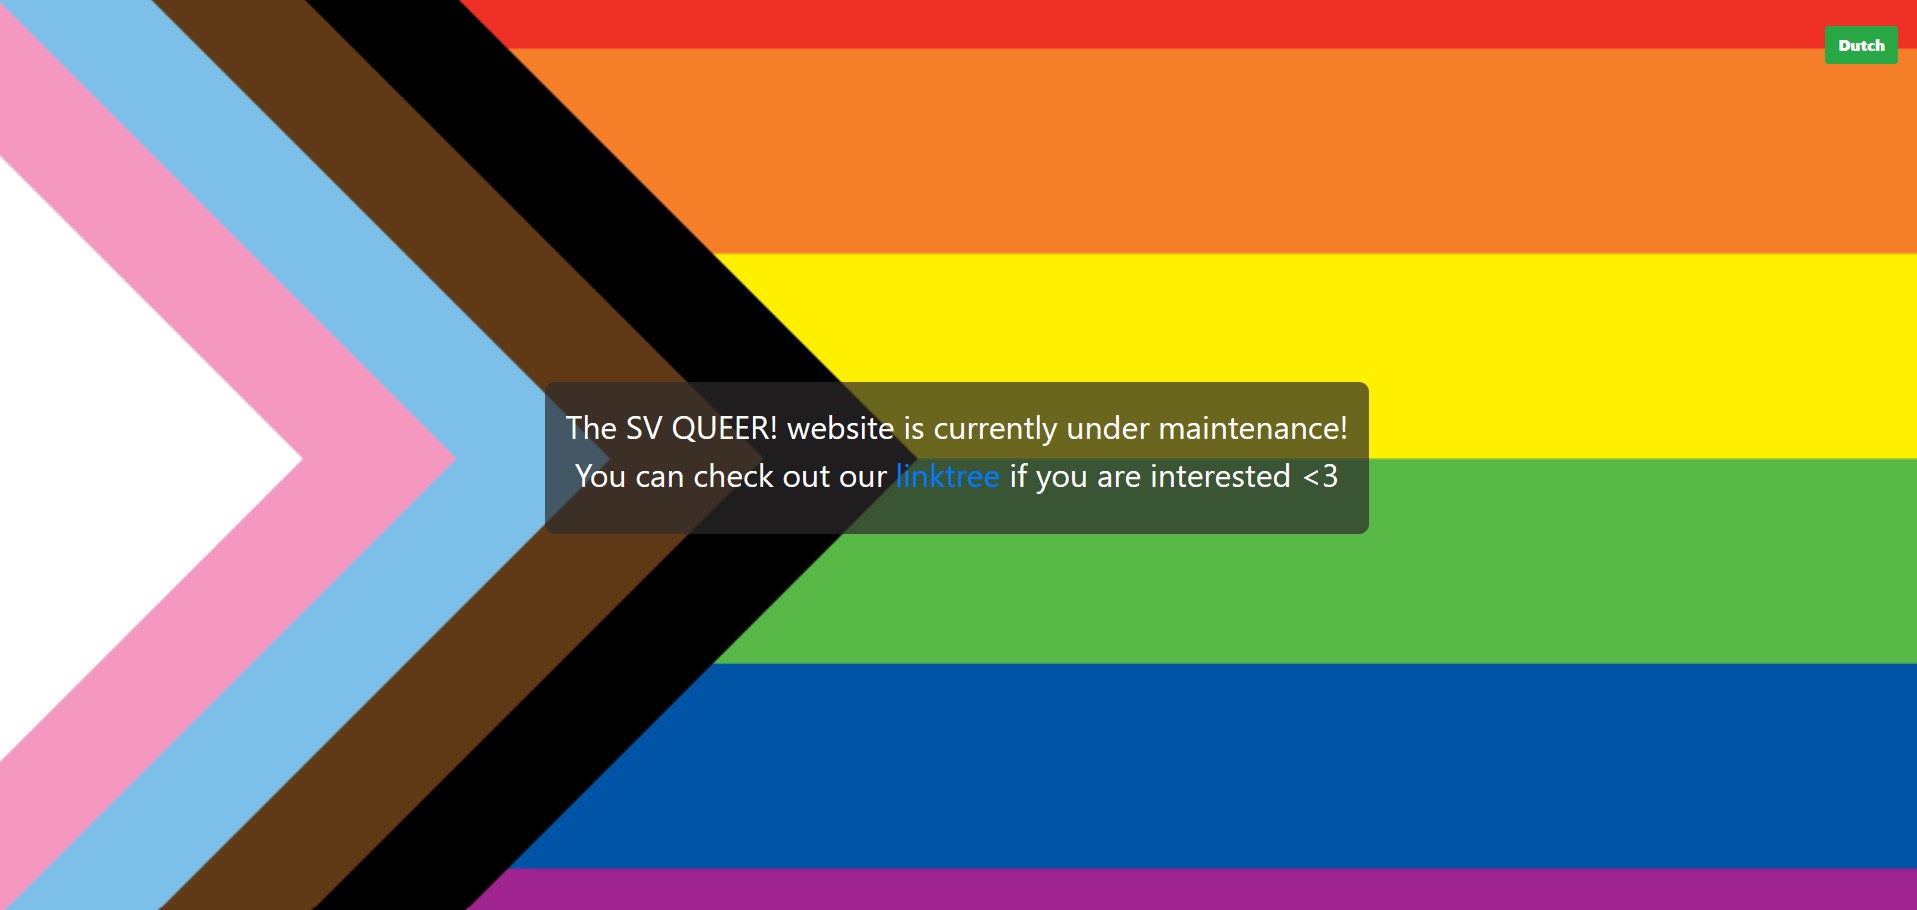 Dutch
The SV QUEER! website is currently under maintenance!
You can check out our linktree if you are interested <3